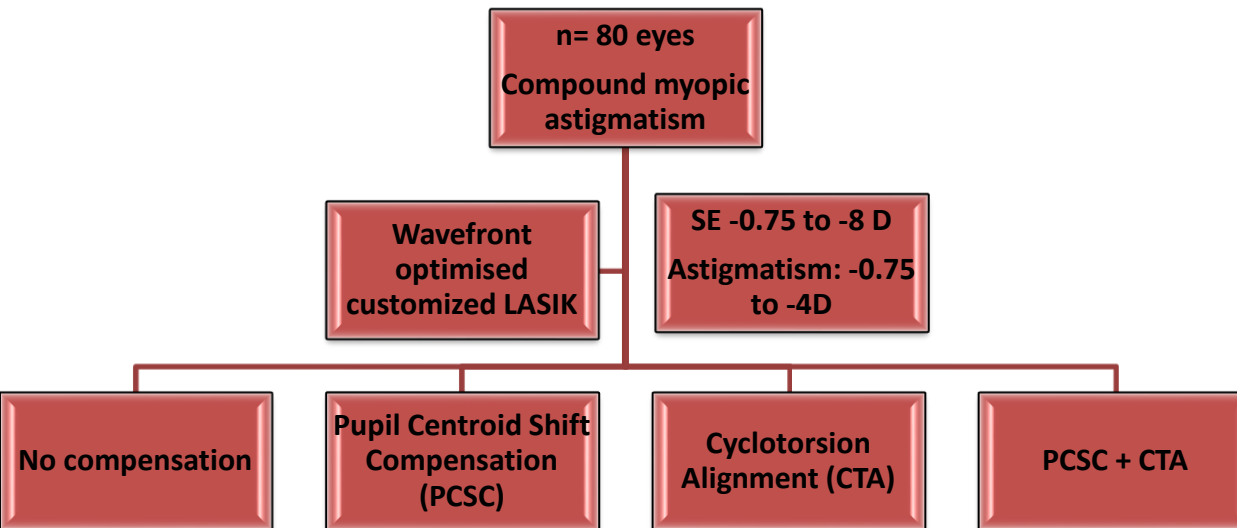 n= 80 eyes
Compound myopic
astigmatism
Wavefront
optimised
customized LASIK
SE -0.75 to -8 D
Astigmatism: -0.75
to -4D
No compensation
Pupil Centroid Shift
Compensation
(PCSC)
Cyclotorsion
Alignment (CTA)
PCSC + CTA